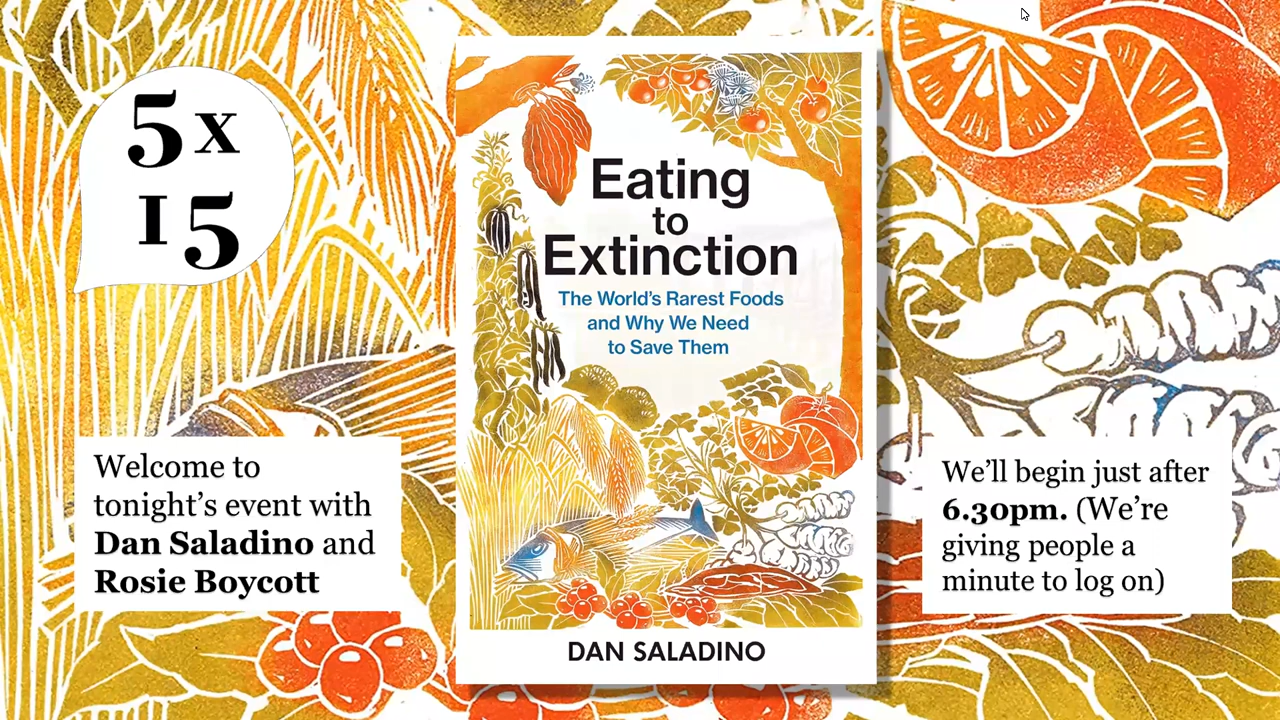 5 x
15
Eating
to
Extinction
The World’s Rarest Foods
and Why We Need
to Save Them
DAN SALADINO
Welcome to
tonight’s event with
Dan Saladino and
Rosie Boycott
We’ll begin just after
6.30pm. (We’re
giving people a
minute to log on)